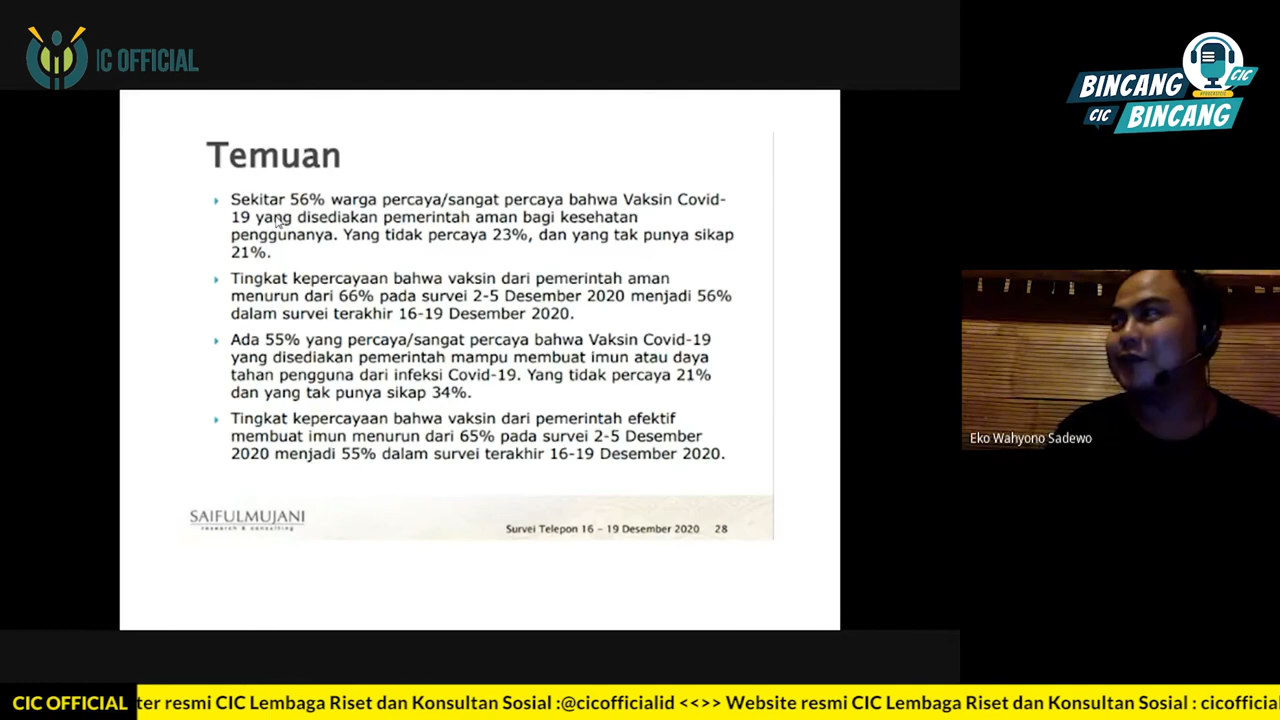 IC OFFICIAL
BINCANG
CIC
#PODCASTCIC
CIC
BINCANG
Temuan
Sekitar 56% warga percaya/sangat percaya bahwa Vaksin Covid-
19 yang disediakan pemerintah aman bagi kesehatan
penggunanya. Yang tidak percaya 23%, dan yang tak punya sikap
21%.
Tingkat kepercayaan bahwa vaksin dari pemerintah aman
menurun dari 66% pada survei 2-5 Desember 2020 menjadi 56%
dalam survei terakhir 16-19 Desember 2020.
Ada 55% yang percaya/sangat percaya bahwa Vaksin Covid-19
yang disediakan pemerintah mampu membuat imun atau daya
tahan pengguna dari infeksi Covid-19. Yang tidak percaya 21%
dan yang tak punya sikap 34%.
Tingkat kepercayaan bahwa vaksin dari pemerintah efektif
membuat imun menurun dari 65% pada survei 2-5 Desember
2020 menjadi 55% dalam survei terakhir 16-19 Desember 2020.
SAIFULMUJANI
research & consulting
Survei Telepon 16 – 19 Desember 2020 28
Eko Wahyono Sadewo
CIC OFFICIAL ter resmi CIC Lembaga Riset dan Konsultan Sosial :@cicofficialid <<>> Website resmi CIC Lembaga Riset dan Konsultan Sosial : cicofficia